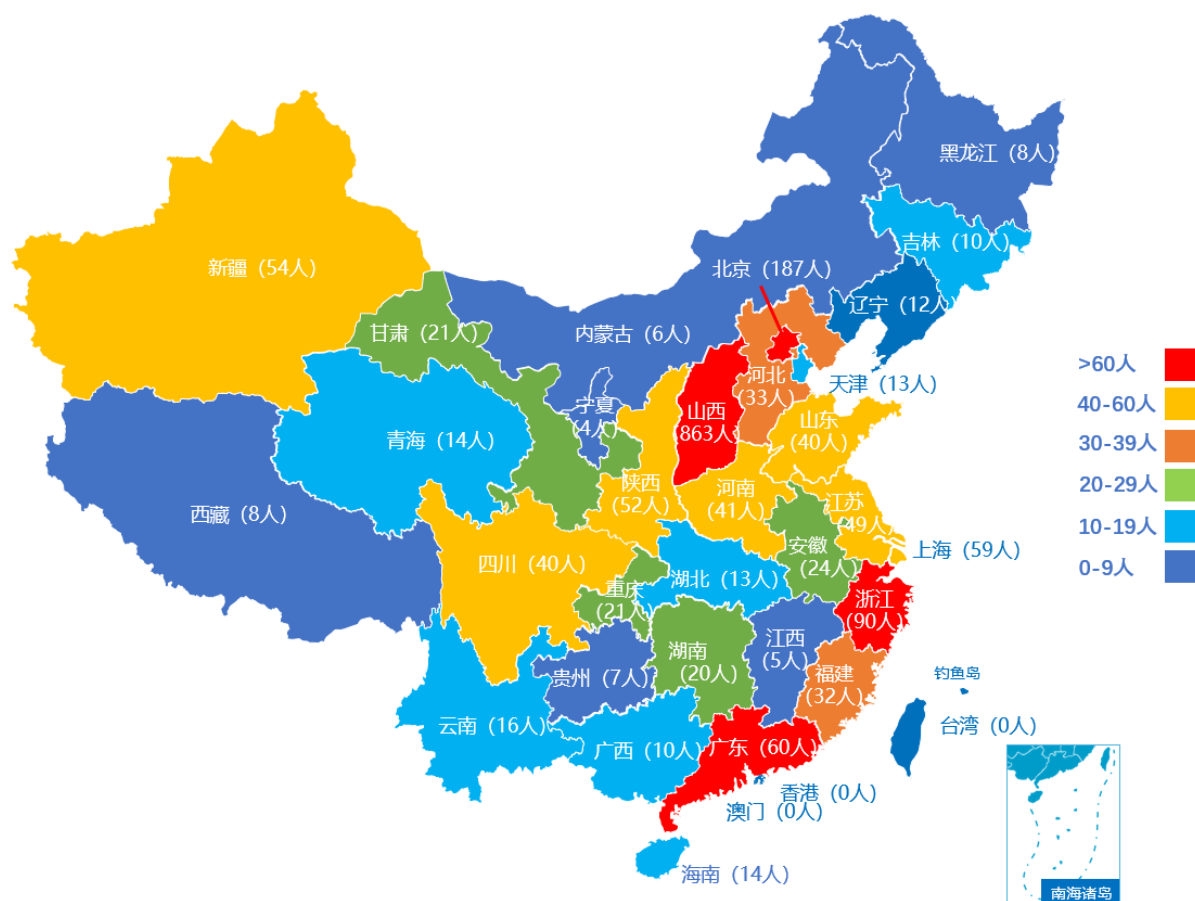 黑龙江（8人）
吉林（10人）
新疆（54人）
北京（187人）
辽宁（12人）
甘肃（21人）
内蒙古（6人）
天津（13人）
河北
（33人）
宁夏
（4人）
山西
（863人）
山东
（40人）
青海（14人）
陕西
（52人）
河南
（41人）
江苏
（49人）
西藏（8人）
上海（59人）
安徽
（24人）
四川（40人）
湖北（13人）
重庆
（21人）
浙江
（90人）
湖南
（20人）
江西
（5人）
贵州（7人）
福建
（32人）
钓鱼岛
云南（16人）
台湾（0人）
广西（10人）
广东（60人）
香港（0人）
澳门（0人）
海南（14人）
>60人
40-60人
30-39人
20-29人
10-19人
0-9人
南海诸岛